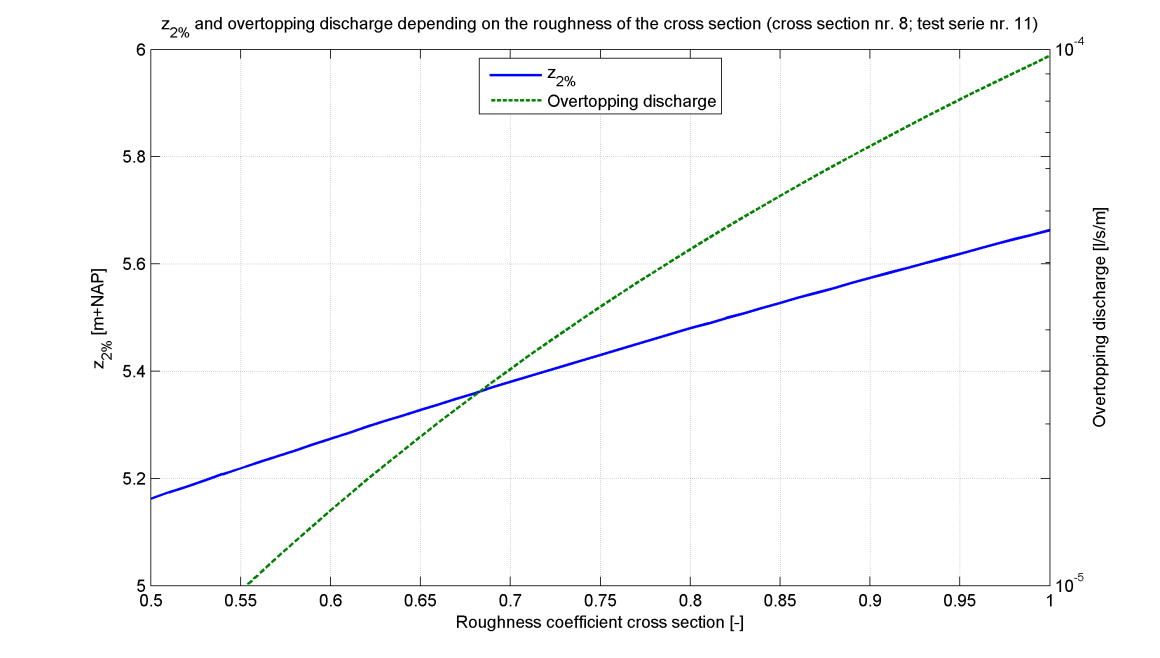 z2% and overtopping discharge depending on the roughness of the cross section (cross section nr. 8; test serie nr. 11)
z2%
Overtopping discharge
6
5.8
5.6
5.4
5.2
5
z2% [m+NAP]
10-4
10-5
Overtopping discharge [l/s/m]
0.5 0.55 0.6 0.65 0.7 0.75 0.8 0.85 0.9 0.95 1
Roughness coefficient cross section [-]